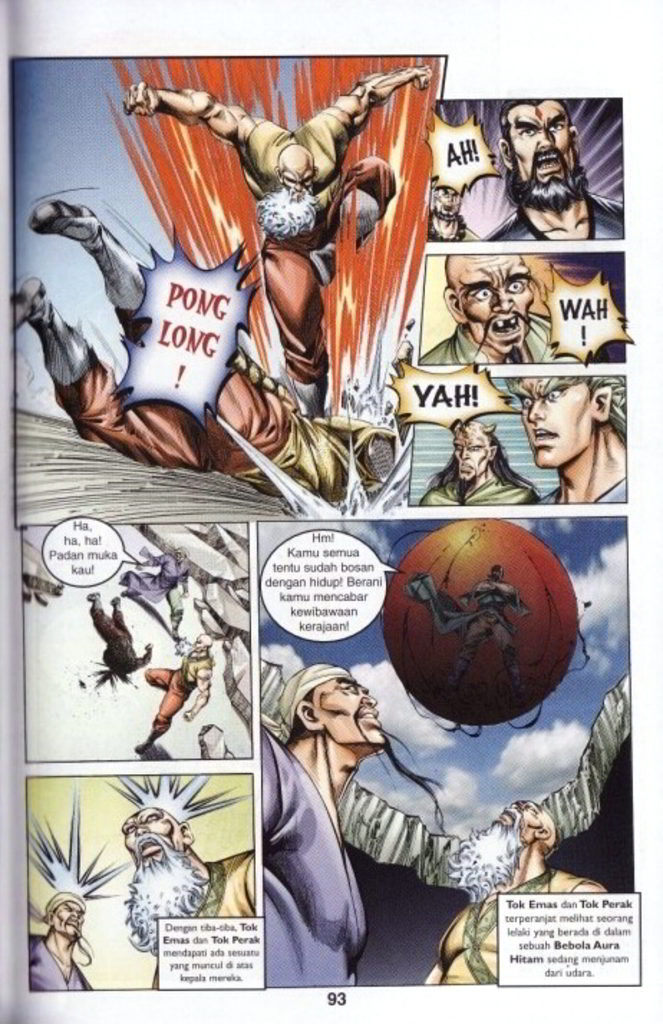 PONG
LONG
!
AH!
WAH
!
YAH!
Ha,
ha, ha!
Padan muka
kau!
Hm!
Kamu semua
tentu sudah bosan
dengan hidup! Berani
kamu mencabar
kewibawaan
kerajaan!
Dengan tiba-tiba, Tok
Emas dan Tok Perak
mendapati ada sesuatu
yang muncul di atas
kepala mereka.
Tok Emas dan Tok Perak
terperanjat melihat seorang
lelaki yang berada di dalam
sebuah Bebola Aura
Hitam sedang menjunam
dari udara.
93